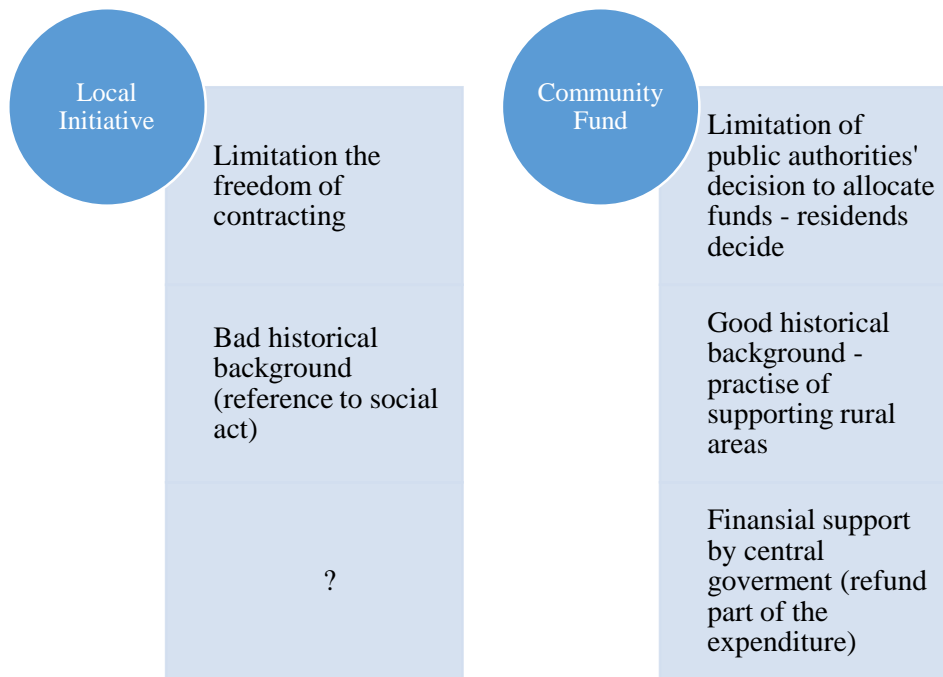 Local
Initiative
Limitation the
freedom of
contracting
Bad historical
background
(reference to social
act)
?
Community
Fund
Limitation of
public authorities'
decision to allocate
funds - residends
decide
Good historical
background -
practise of
supporting rural
areas
Finansial support
by central
goverment (refund
part of the
expenditure)